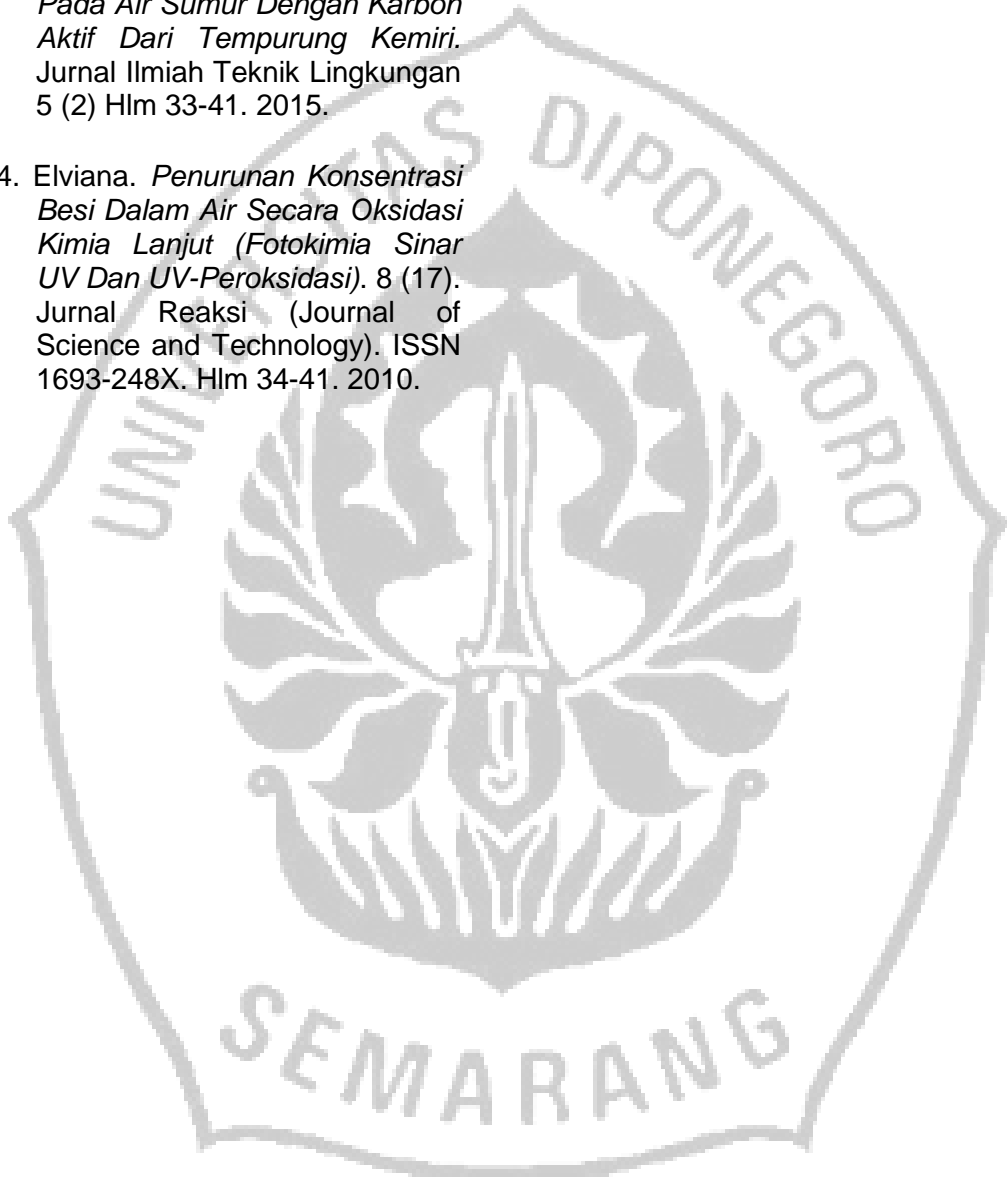 Pada Air Sumur Dengan Karbon
Aktif Dari Tempurung Kemiri.
Jurnal Ilmiah Teknik Lingkungan
5 (2) Hlm 33-41. 2015.
4. Elviana. Penurunan Konsentrasi
Besi Dalam Air Secara Oksidasi
Kimia Lanjut (Fotokimia Sinar
UV Dan UV-Peroksidasi). 8 (17).
Jurnal Reaksi (Journal of
Science and Technology). ISSN
1693-248X. Hlm 34-41. 2010.
UNIVERSITAS DIPONEGORO
SEMARANG